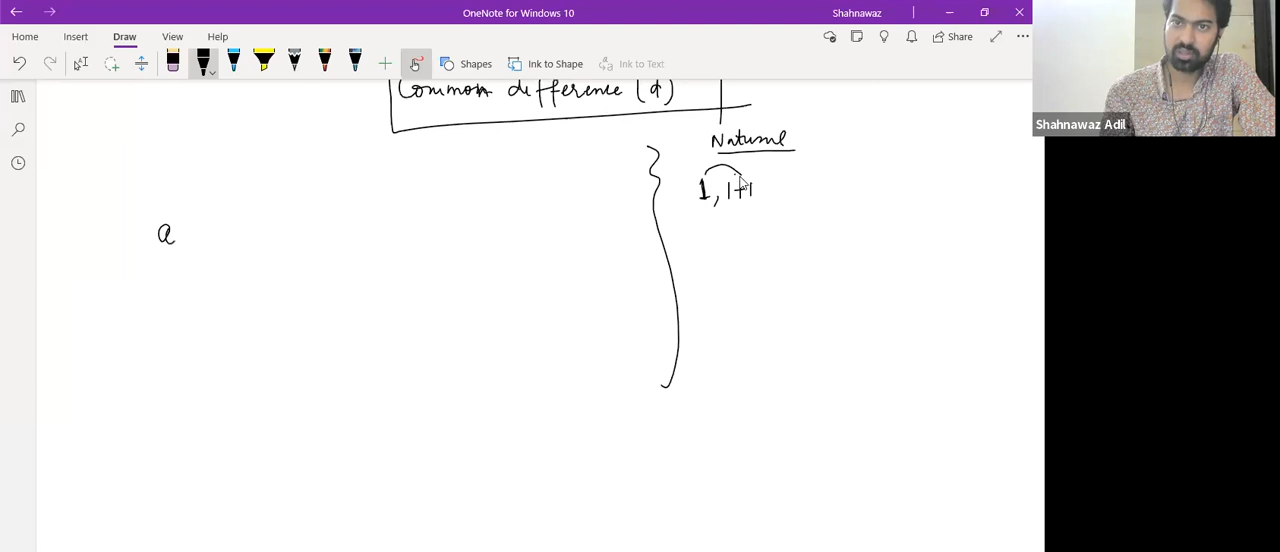 OneNote for Windows 10
Shahnawaz
Home Insert Draw View Help
Share
Shapes
Ink to Shape
Ink to Text
Shahnawaz Adil
Common difference (d)
Natural
1, 1+1
a